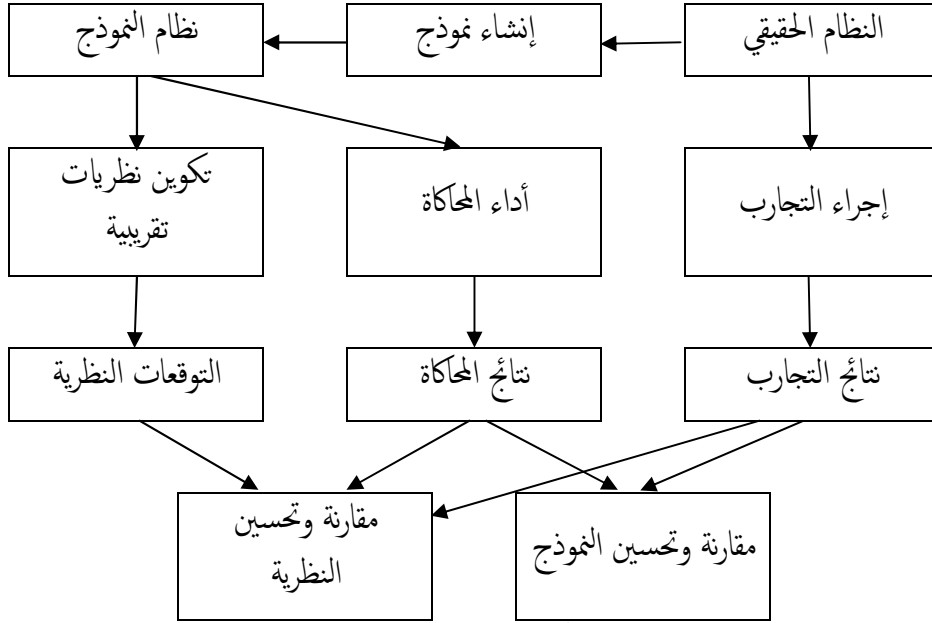 النظام الحقيقي
إنشاء نموذج
نظام النموذج
إجراء التجارب
أداء المحاكاة
تكوين نظريات
تقريبية
نتائج التجارب
نتائج المحاكاة
التوقعات النظرية
مقارنة وتحسين النموذج
مقارنة وتحسين
النظرية